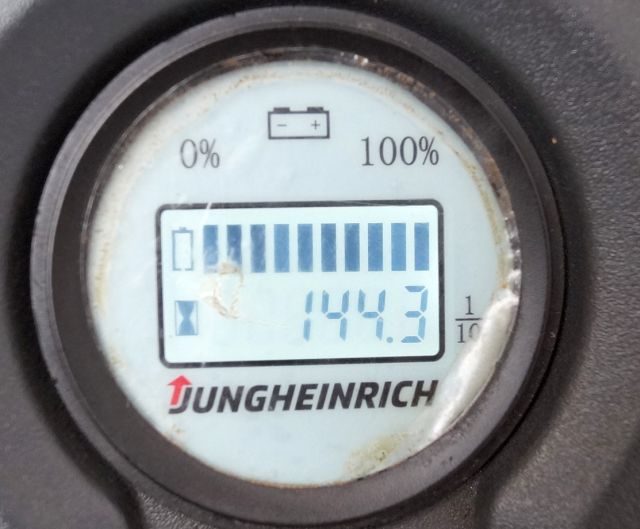 - +
0% 100%
144.3
1/10
JUNGHEINRICH